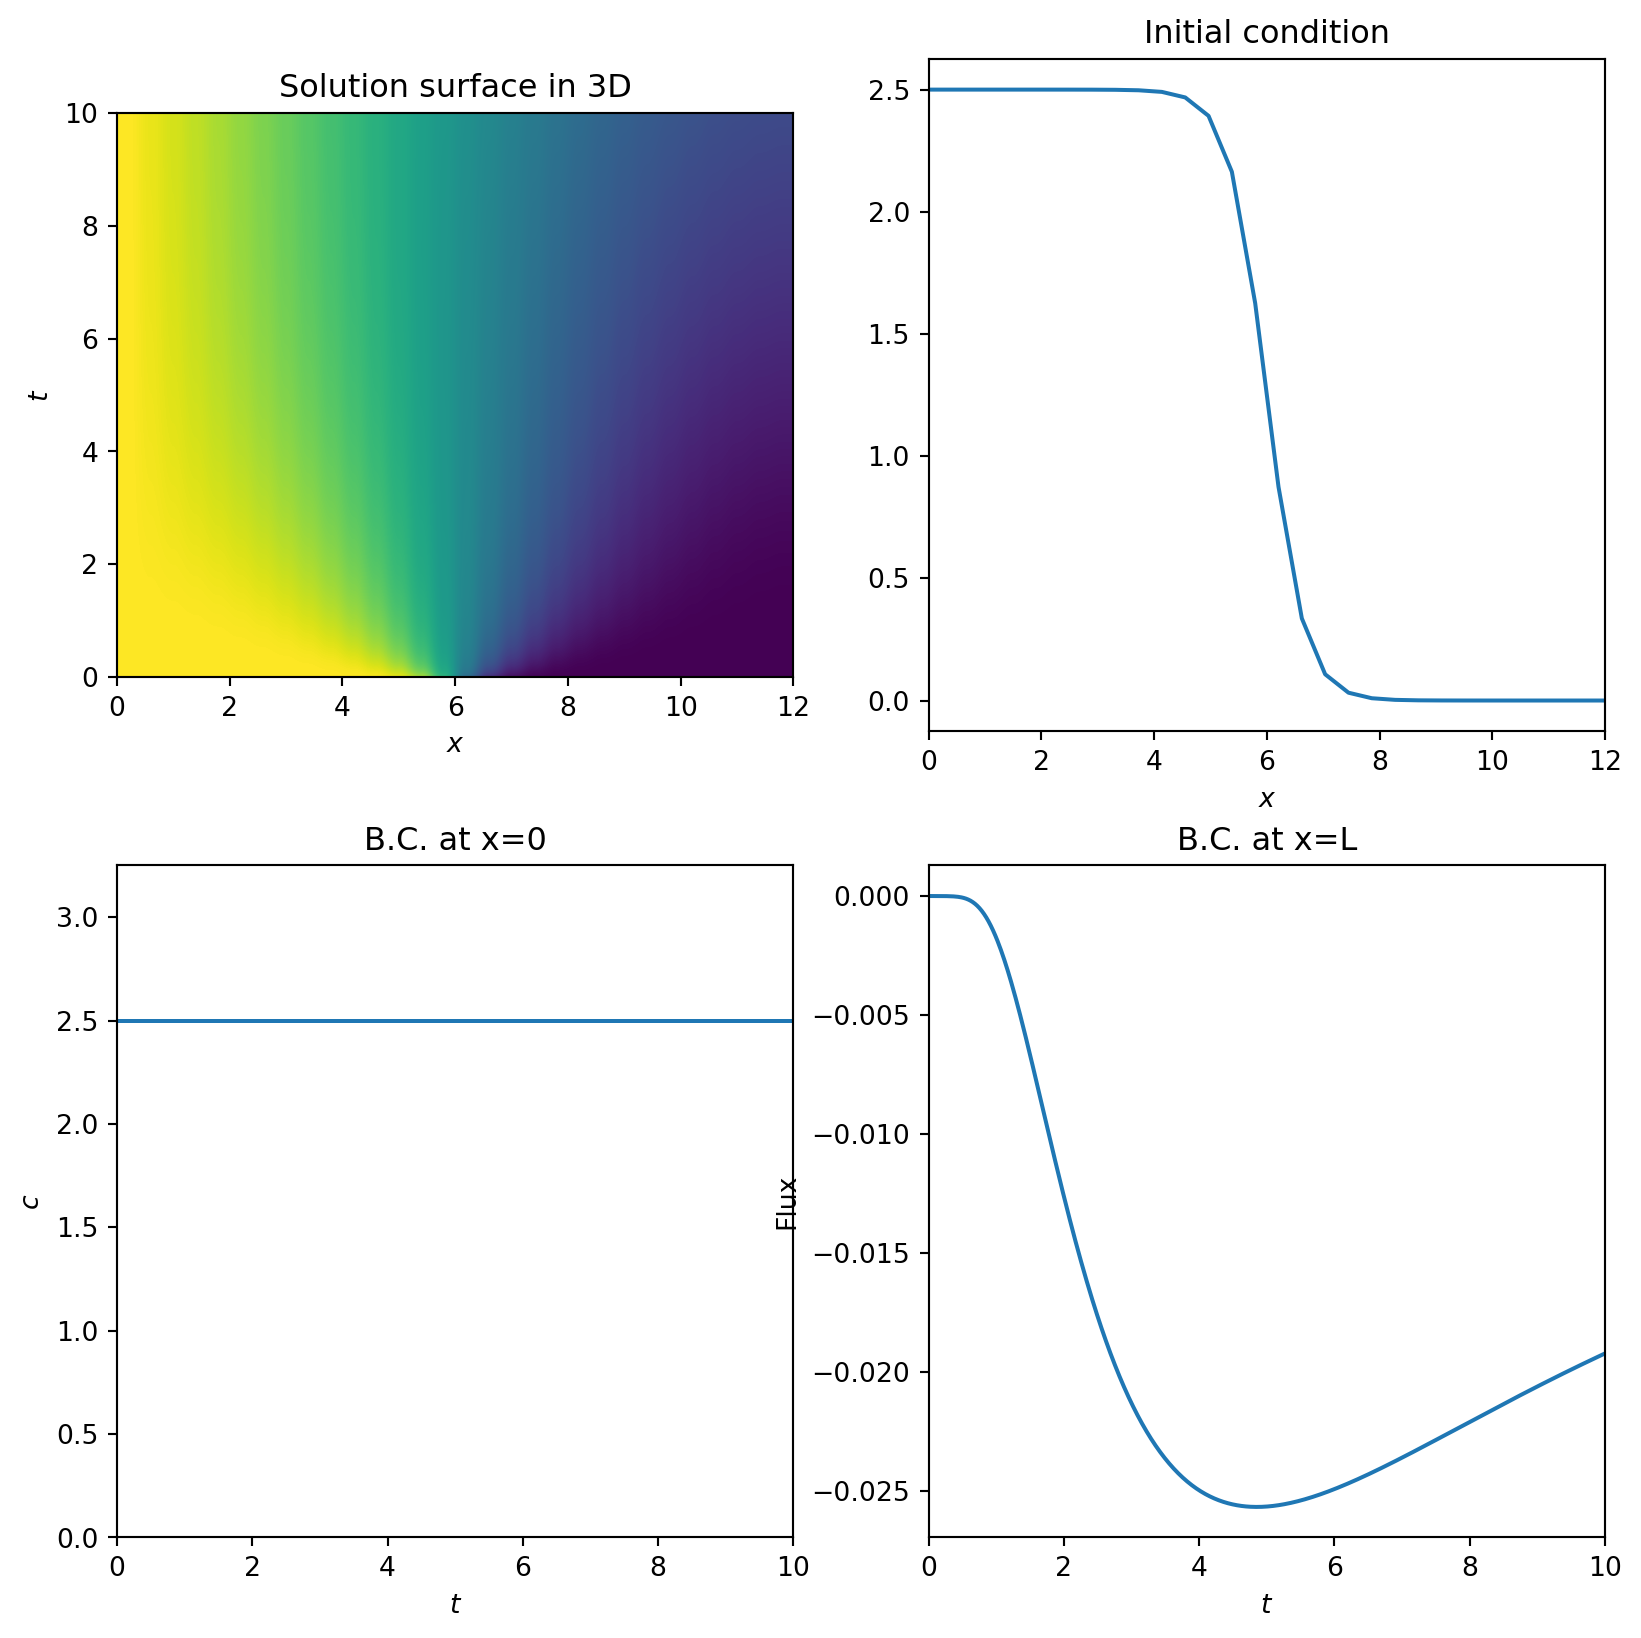 Solution surface in 3D
10
8
6
4
2
0
t
0 2 4 6 8 10 12
x
Initial condition
2.5
2.0
1.5
1.0
0.5
0.0
0 2 4 6 8 10 12
x
B.C. at x=0
3.0
2.5
2.0
1.5
1.0
0.5
0.0
c
0 2 4 6 8 10
t
B.C. at x=L
0.000
−0.005
−0.010
−0.015
−0.020
−0.025
Flux
0 2 4 6 8 10
t